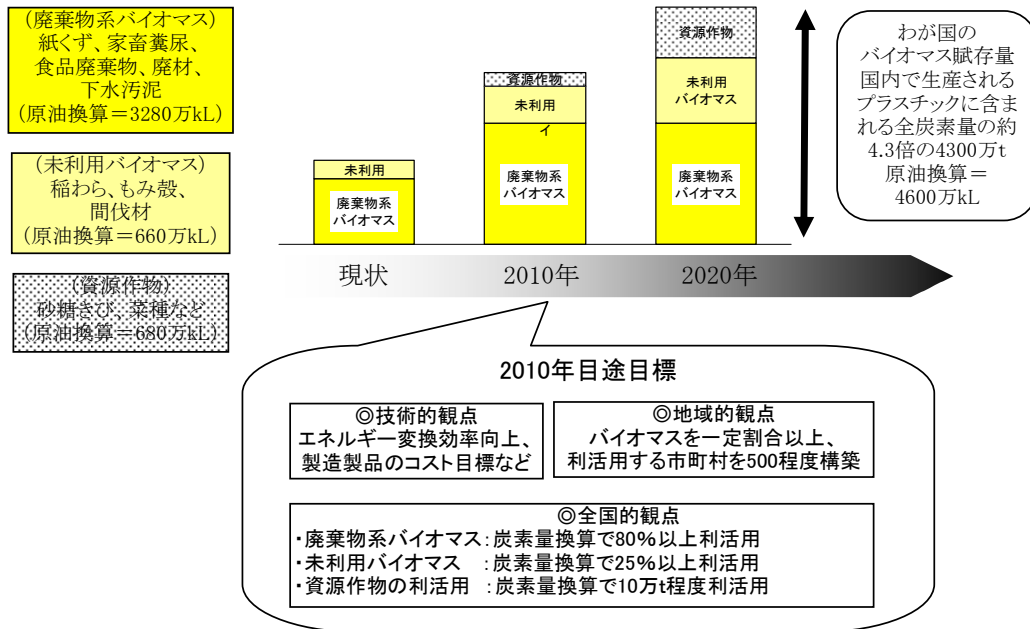 (廃棄物系バイオマス)
紙くず、家畜糞尿、
食品廃棄物、廃材、
下水汚泥
(原油換算＝3280万kL)
(未利用バイオマス)
稲わら、もみ殻、
間伐材
(原油換算＝660万kL)
(資源作物)
砂糖きび、菜種など
(原油換算＝680万kL)
未利用
廃棄物系
バイオマス
資源作物
未利用
イ
廃棄物系
バイオマス
資源作物
未利用
バイオマス
廃棄物系
バイオマス
わが国の
バイオマス賦存量
国内で生産される
プラスチックに含ま
れる全炭素量の約
4.3倍の4300万t
原油換算＝
4600万kL
現状
2010年
2020年
2010年目途目標
◎技術的観点
エネルギー変換効率向上、
製造製品のコスト目標など
◎地域的観点
バイオマスを一定割合以上、
利活用する市町村を500程度構築
◎全国的観点
・廃棄物系バイオマス：炭素量換算で80％以上利活用
・未利用バイオマス　：炭素量換算で25％以上利活用
・資源作物の利活用　：炭素量換算で10万t程度利活用